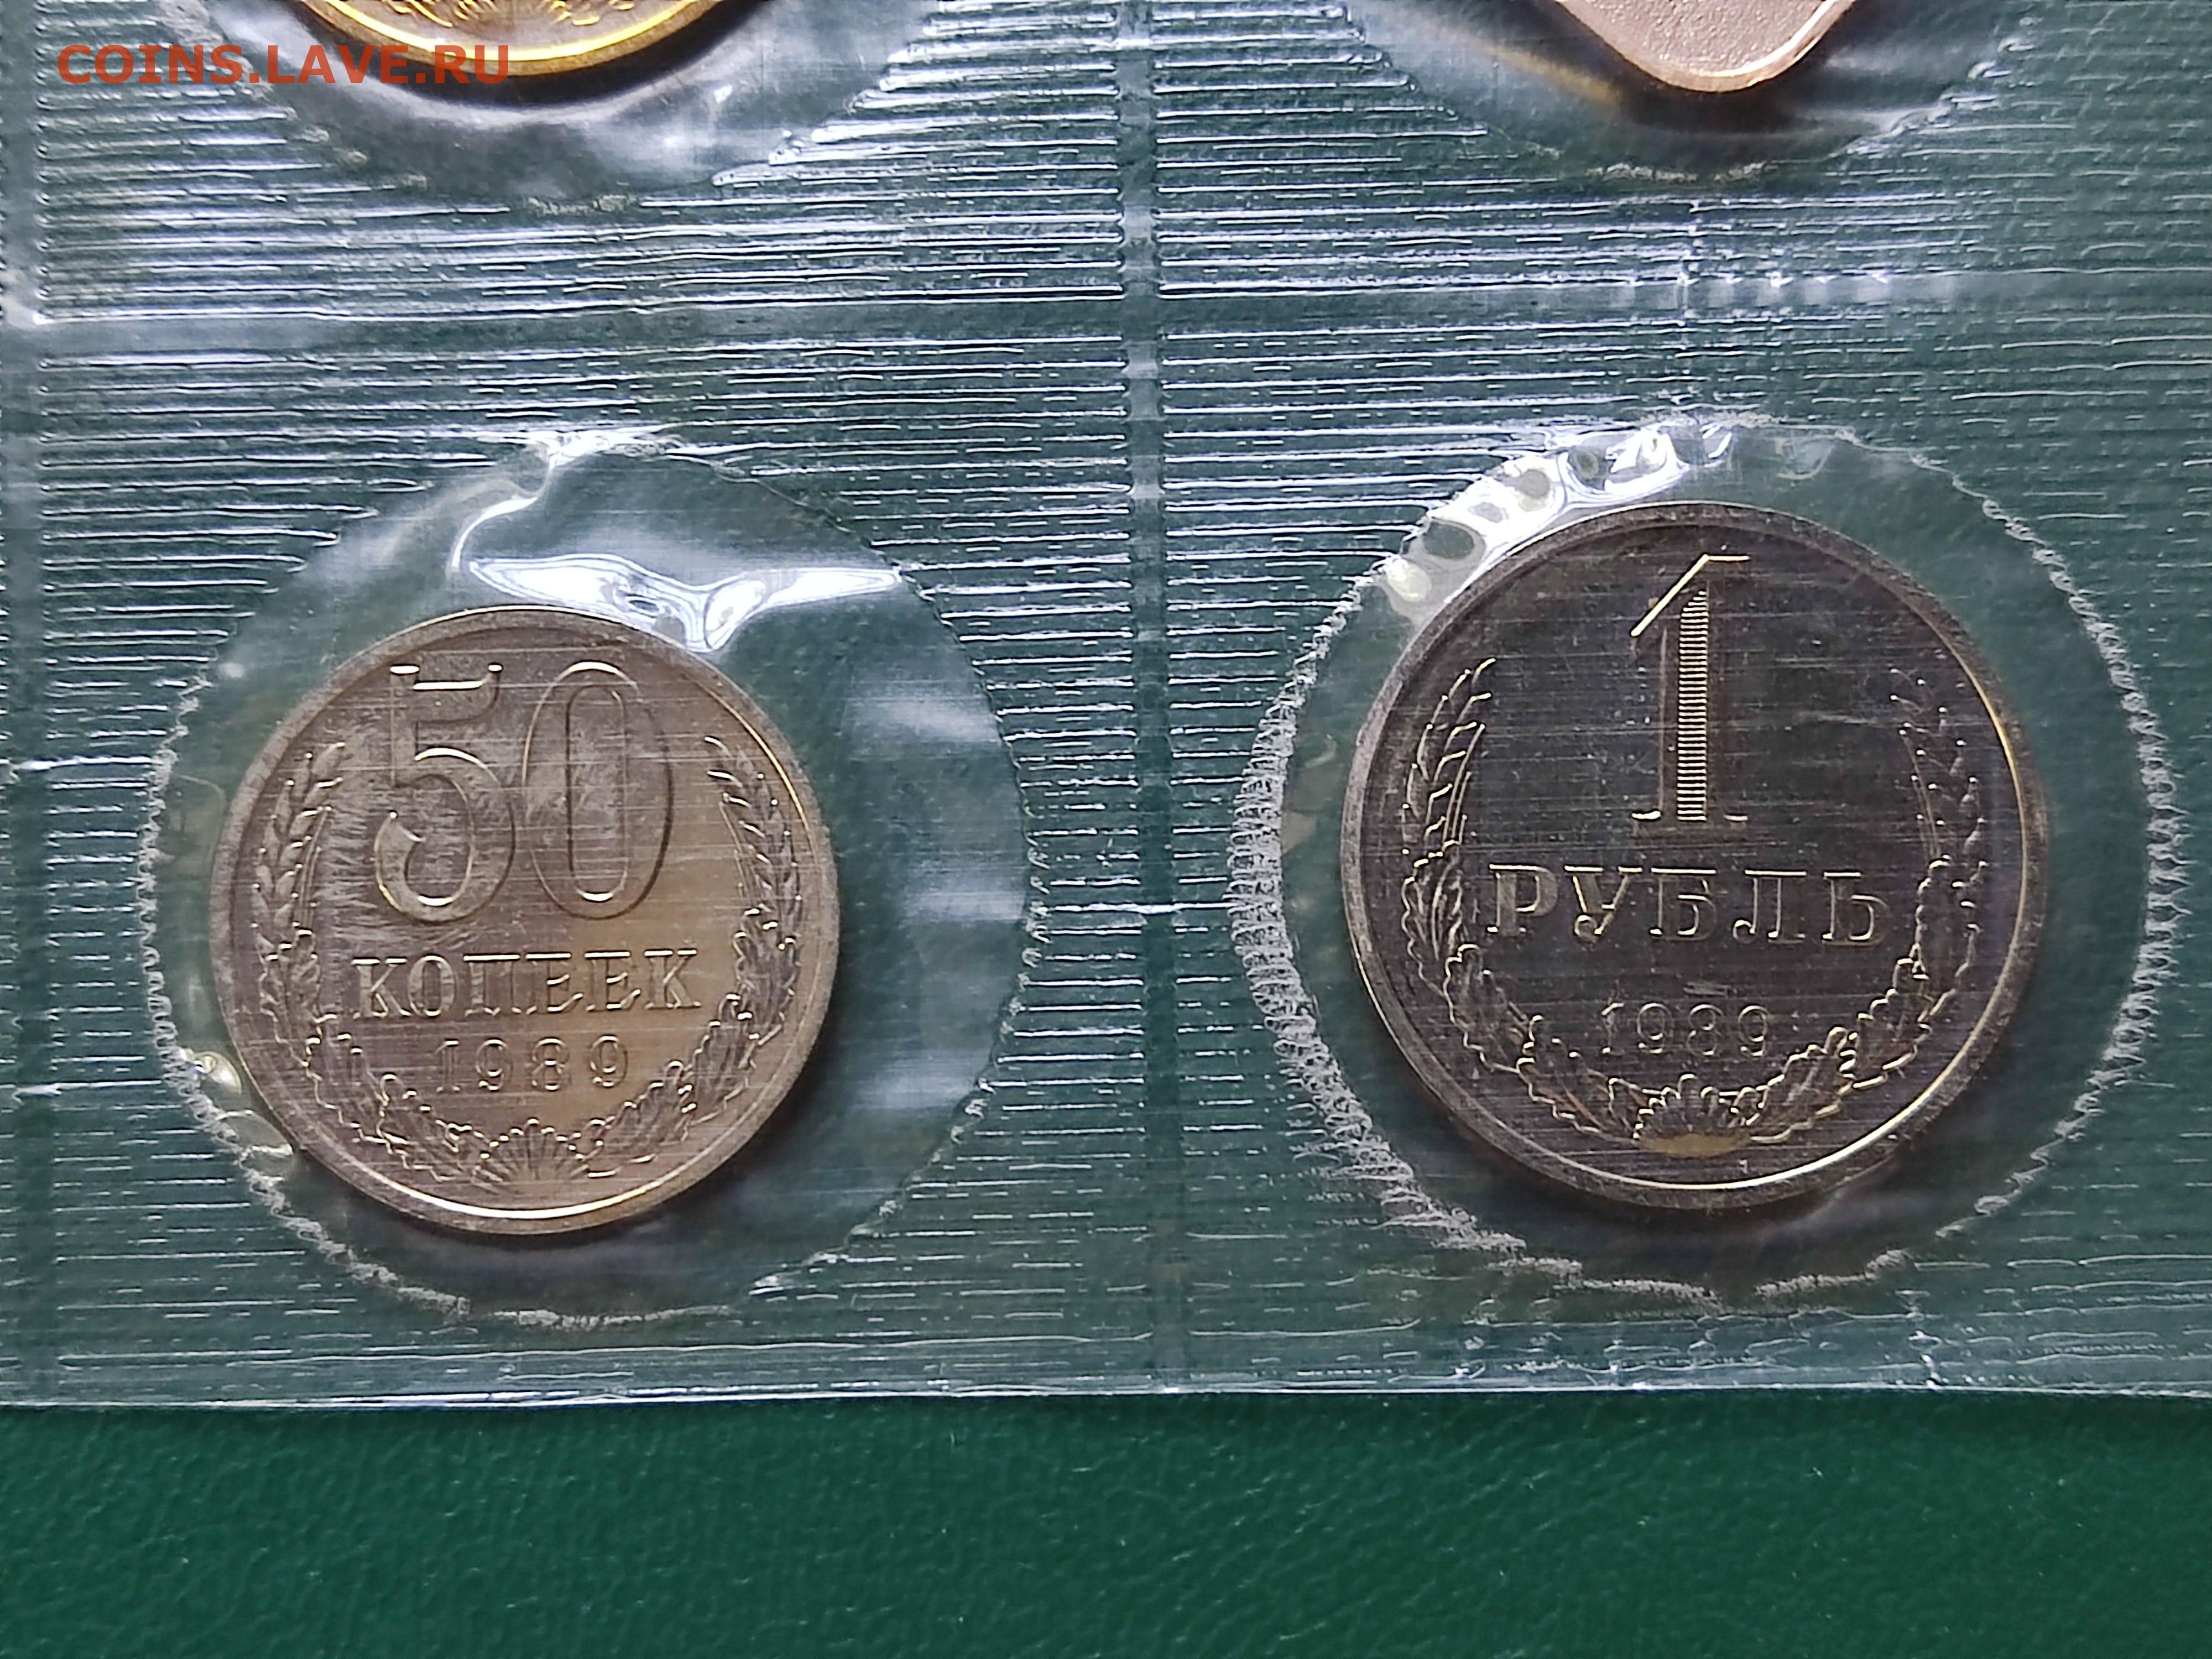 COINS.LAVE.RU
50
КОПЕЕК
1989
1
РУБЛЬ
1989